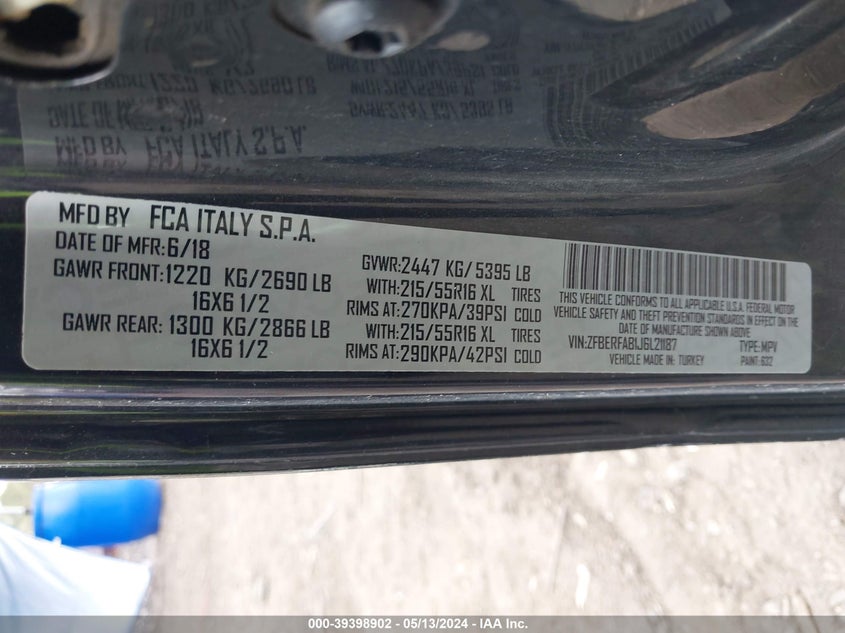 MFD BY FCA ITALY S.P.A.
DATE OF MFR: 6/18
GAWR FRONT: 1220 KG/2690 LB
16X6 1/2
GAWR REAR: 1300 KG/2866 LB
16X6 1/2
GVWR: 2447 KG/ 5395 LB
WITH: 215/55R16 XL TIRES
RIMS AT: 270KPA/39PSI COLD
WITH: 215/55R16 XL TIRES
RIMS AT: 290KPA/42PSI COLD
THIS VEHICLE CONFORMS TO ALL APPLICABLE U.S.A. FEDERAL MOTOR
VEHICLE SAFETY AND THEFT PREVENTION STANDARDS IN EFFECT ON THE
DATE OF MANUFACTURE SHOWN ABOVE.
VIN: ZFBERFAB1J6L21187 TYPE: MPV
MADE IN: TURKEY PAINT: 632
000-39398902 - 05/13/2024 - IAA Inc.